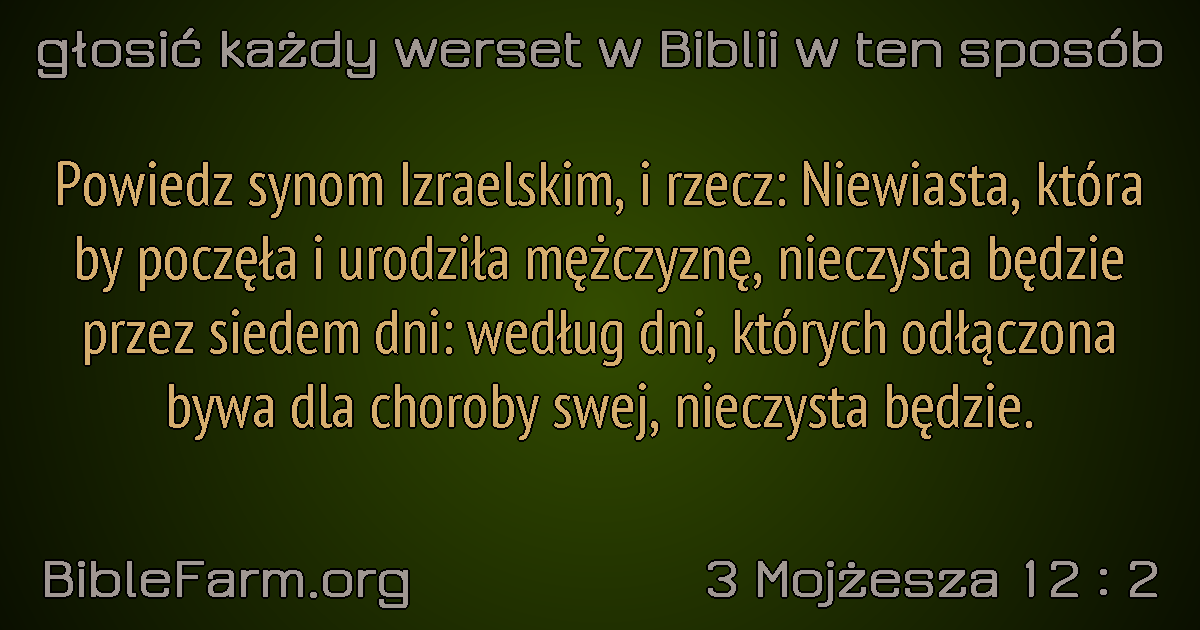 głosić każdy werset w Biblii w ten sposób
Powiedz synom Izraelskim, i rzecz: Niewiasta, która
by poczęła i urodziła mężczyznę, nieczysta będzie
przez siedem dni: według dni, których odłączona
bywa dla choroby swej, nieczysta będzie.
BibleFarm.org
3 Mojżesza 12 : 2